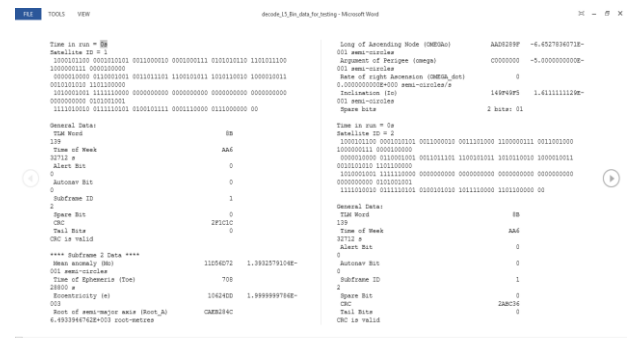 FILE TOOLS VIEW
decode_L5_Bin_data_for_testing - Microsoft Word
Time in run = 0s
Satellite ID = 1
1000101100 0001010101 0011000010 0001000111 0101010110 1101011100
1000000111 0000100000
0000010000 0110001001 0011011101 1100101011 1010110010 1000010011
0010101010 1101100000
1010001001 1111110000 0000000000 0000000000 0000000000 0000000000
0000000000 0101001001
1111010010 0111110101 0100101111 0001110000 0111000000 00
General Data:
TLM Word 8B
139
Time of Week AA6
32712 s
Alert Bit 0
0
Autonav Bit 0
0
Subframe ID 1
2
Spare Bit 0
CRC 2F1C1C
Tail Bits 0
CRC is valid
**** Subframe 2 Data ****
Mean anomaly (Mo) 11D56D72 1.3932579106E-
001 semi-circles
Time of Ephemeris (Toe) 708
28800 s
Eccentricity (e) 10624DD 1.9999999786E-
003
Root of semi-major axis (Root_A) CAEB284C
6.4933946762E+003 root-metres
Long of Ascending Node (OMEGAo) AAD8289F -6.6527834071E-
001 semi-circles
Argument of Perigee (omega) C0000000 -5.0000000000E-
001 semi-circles
Rate of right Ascension (OMEGA_dot) 0
0.0000000000E+000 semi-circles/s
Inclination (Io) 149F49F5 1.6111111129E-
001 semi-circles
Spare bits 2 bits: 01
Time in run = 0s
Satellite ID = 2
1000101100 0001010101 0011000010 0011101000 1100000111 0011001000
1000000111 0000100000
0000010000 0110001001 0011011101 1100101011 1010110010 1000010011
0010101010 1101100000
1010001001 1111110000 0000000000 0000000000 0000000000 0000000000
0000000000 0101001001
1111010010 0111110101 0100101010 1011110000 1101100000 00
General Data:
TLM Word 8B
139
Time of Week AA6
32712 s
Alert Bit 0
0
Autonav Bit 0
0
Subframe ID 1
2
Spare Bit 0
CRC 2ABC36
Tail Bits 0
CRC is valid